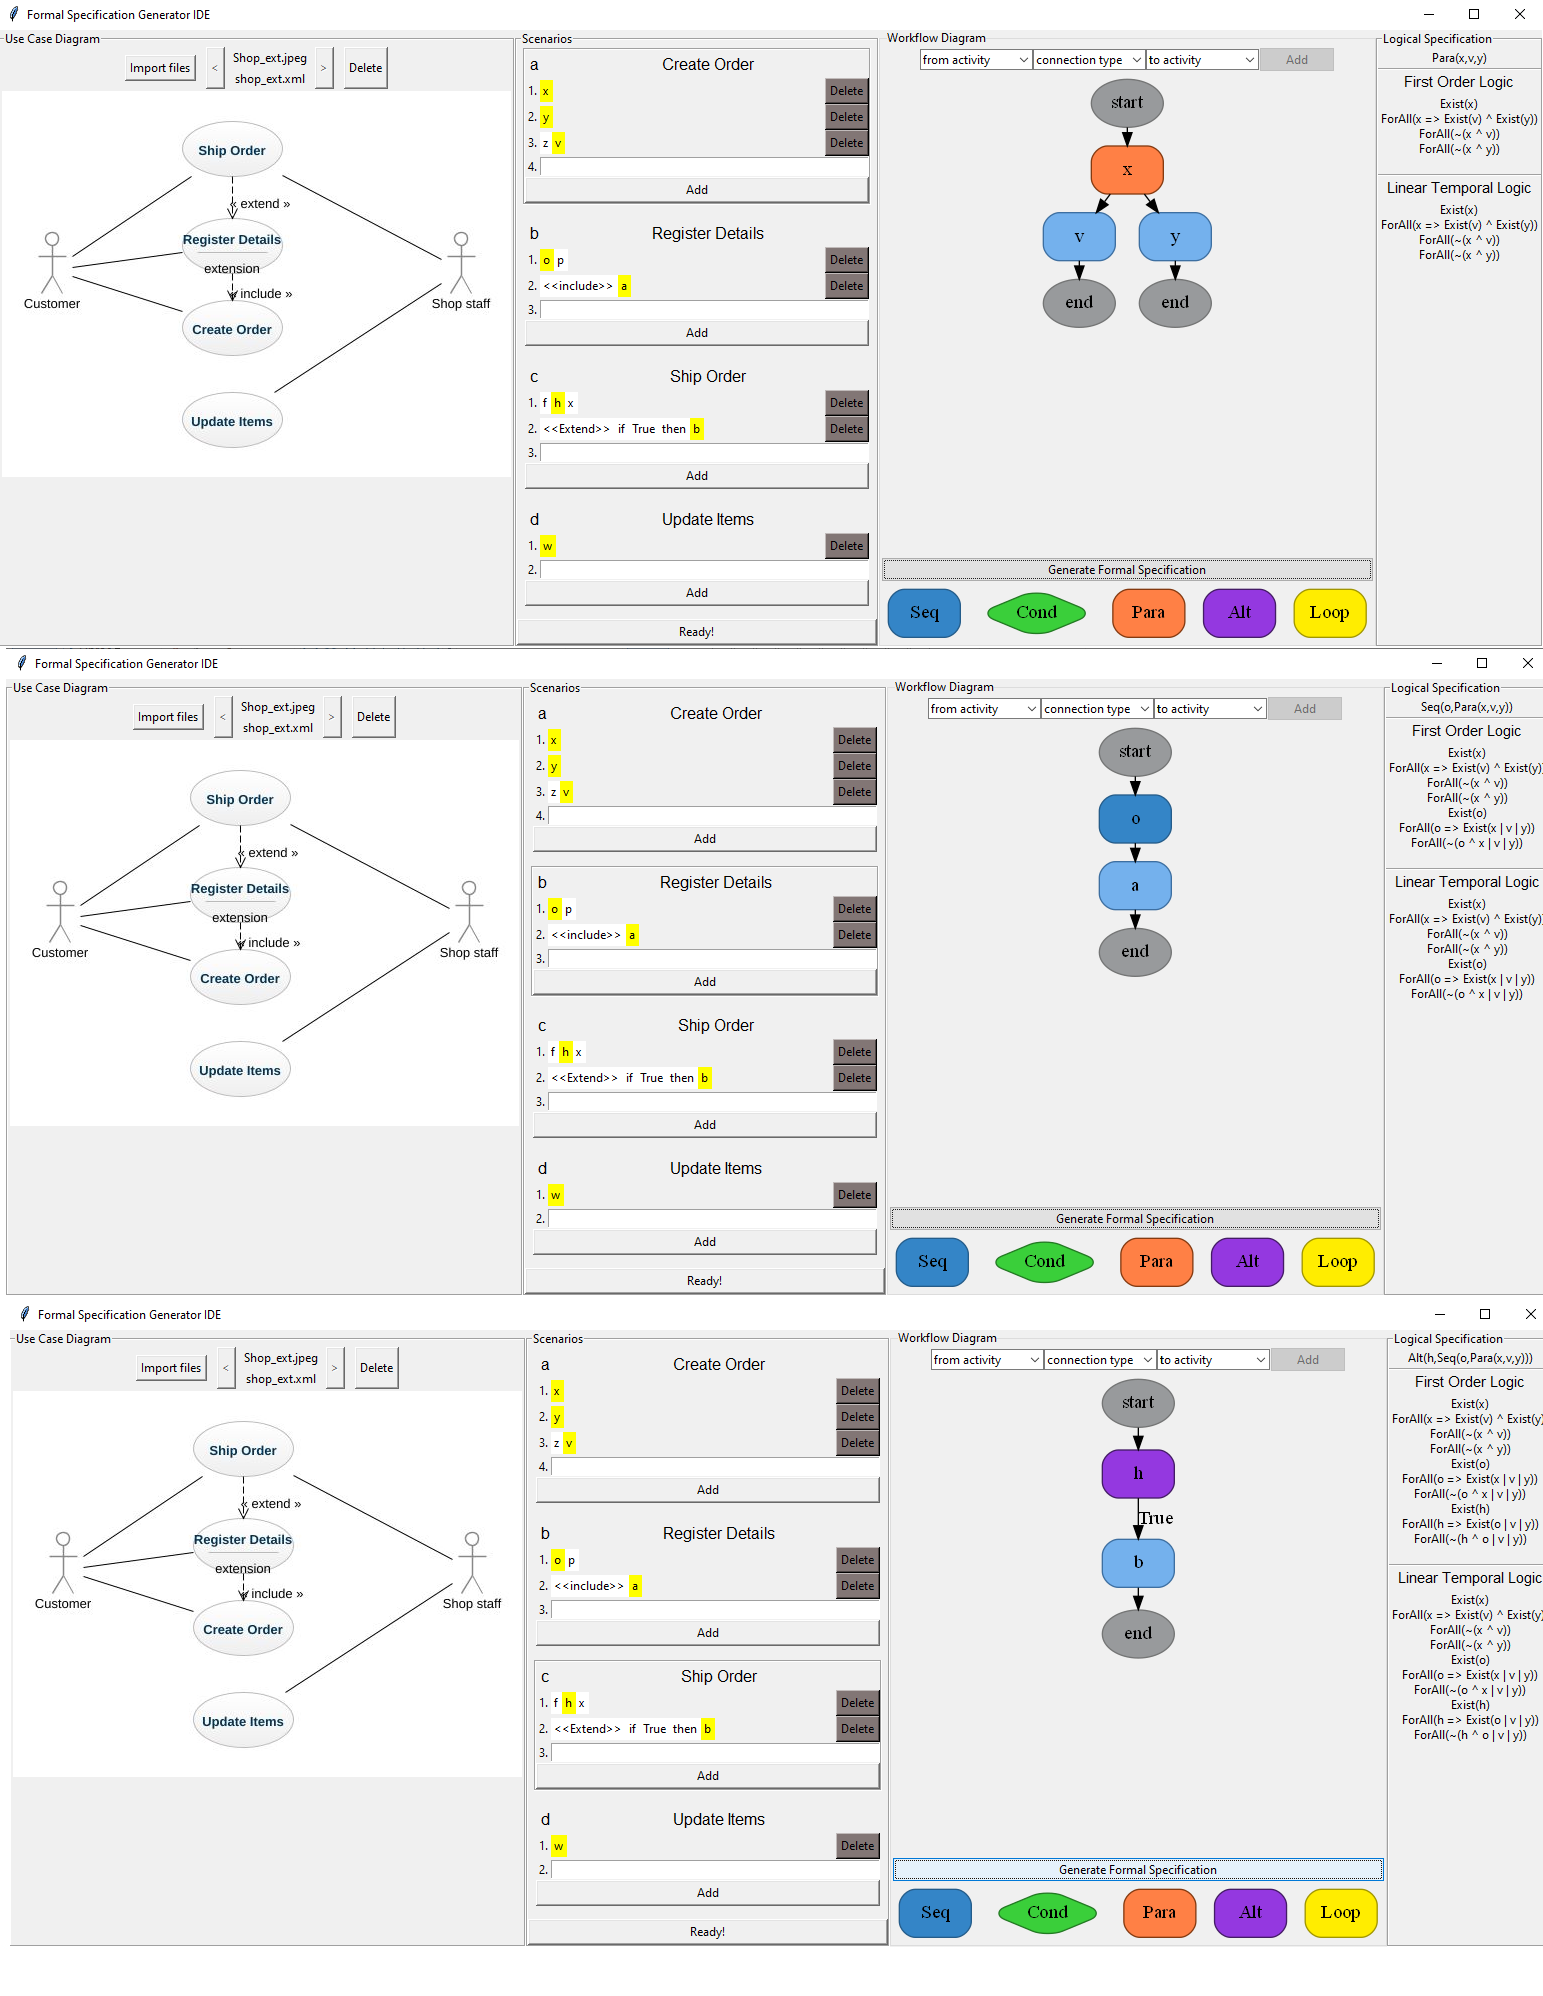 Formal Specification Generator IDE
Use Case Diagram
Import files
<
Shop_ext.jpeg
shop_ext.xml
>
Delete
Ship Order
« extend »
Register Details
extension
« include »
Customer
Shop staff
Create Order
Update Items
Scenarios
a Create Order
1. x Delete
2. y Delete
3. z v Delete
4.
Add
b Register Details
1. o p Delete
2. <<include>> a Delete
3.
Add
c Ship Order
1. f h x Delete
2. <<Extend>> if True then b Delete
3.
Add
d Update Items
1. w Delete
2.
Add
Ready!
Workflow Diagram
from activity connection type to activity Add
start
x
v y
end end
Generate Formal Specification
Seq Cond Para Alt Loop
Logical Specification
Para(x,v,y)
First Order Logic
Exist(x)
ForAll(x => Exist(v) ^ Exist(y))
ForAll(~(x ^ v))
ForAll(~(x ^ y))
Linear Temporal Logic
Exist(x)
ForAll(x => Exist(v) ^ Exist(y))
ForAll(~(x ^ v))
ForAll(~(x ^ y))
Formal Specification Generator IDE
Use Case Diagram
Import files
<
Shop_ext.jpeg
shop_ext.xml
>
Delete
Ship Order
« extend »
Register Details
extension
« include »
Customer
Shop staff
Create Order
Update Items
Scenarios
a Create Order
1. x Delete
2. y Delete
3. z v Delete
4.
Add
b Register Details
1. o p Delete
2. <<include>> a Delete
3.
Add
c Ship Order
1. f h x Delete
2. <<Extend>> if True then b Delete
3.
Add
d Update Items
1. w Delete
2.
Add
Ready!
Workflow Diagram
from activity connection type to activity Add
start
o
a
end
Generate Formal Specification
Seq Cond Para Alt Loop
Logical Specification
Seq(o,Para(x,v,y))
First Order Logic
Exist(x)
ForAll(x => Exist(v) ^ Exist(y)
ForAll(~(x ^ v))
ForAll(~(x ^ y))
Exist(o)
ForAll(o => Exist(x | v | y))
ForAll(~(o ^ x | v | y))
Linear Temporal Logic
Exist(x)
ForAll(x => Exist(v) ^ Exist(y)
ForAll(~(x ^ v))
ForAll(~(x ^ y))
Exist(o)
ForAll(o => Exist(x | v | y))
ForAll(~(o ^ x | v | y))
Formal Specification Generator IDE
Use Case Diagram
Import files
<
Shop_ext.jpeg
shop_ext.xml
>
Delete
Ship Order
« extend »
Register Details
extension
« include »
Customer
Shop staff
Create Order
Update Items
Scenarios
a Create Order
1. x Delete
2. y Delete
3. z v Delete
4.
Add
b Register Details
1. o p Delete
2. <<include>> a Delete
3.
Add
c Ship Order
1. f h x Delete
2. <<Extend>> if True then b Delete
3.
Add
d Update Items
1. w Delete
2.
Add
Ready!
Workflow Diagram
from activity connection type to activity Add
start
h
True
b
end
Generate Formal Specification
Seq Cond Para Alt Loop
Logical Specification
Alt(h,Seq(o,Para(x,v,y)))
First Order Logic
Exist(x)
ForAll(x => Exist(v) ^ Exist(y)
ForAll(~(x ^ v))
ForAll(~(x ^ y))
Exist(o)
ForAll(o => Exist(x | v | y))
ForAll(~(o ^ x | v | y))
Exist(h)
ForAll(h => Exist(o | v | y))
ForAll(~(h ^ o | v | y))
Linear Temporal Logic
Exist(x)
ForAll(x => Exist(v) ^ Exist(y)
ForAll(~(x ^ v))
ForAll(~(x ^ y))
Exist(o)
ForAll(o => Exist(x | v | y))
ForAll(~(o ^ x | v | y))
Exist(h)
ForAll(h => Exist(o | v | y))
ForAll(~(h ^ o | v | y))